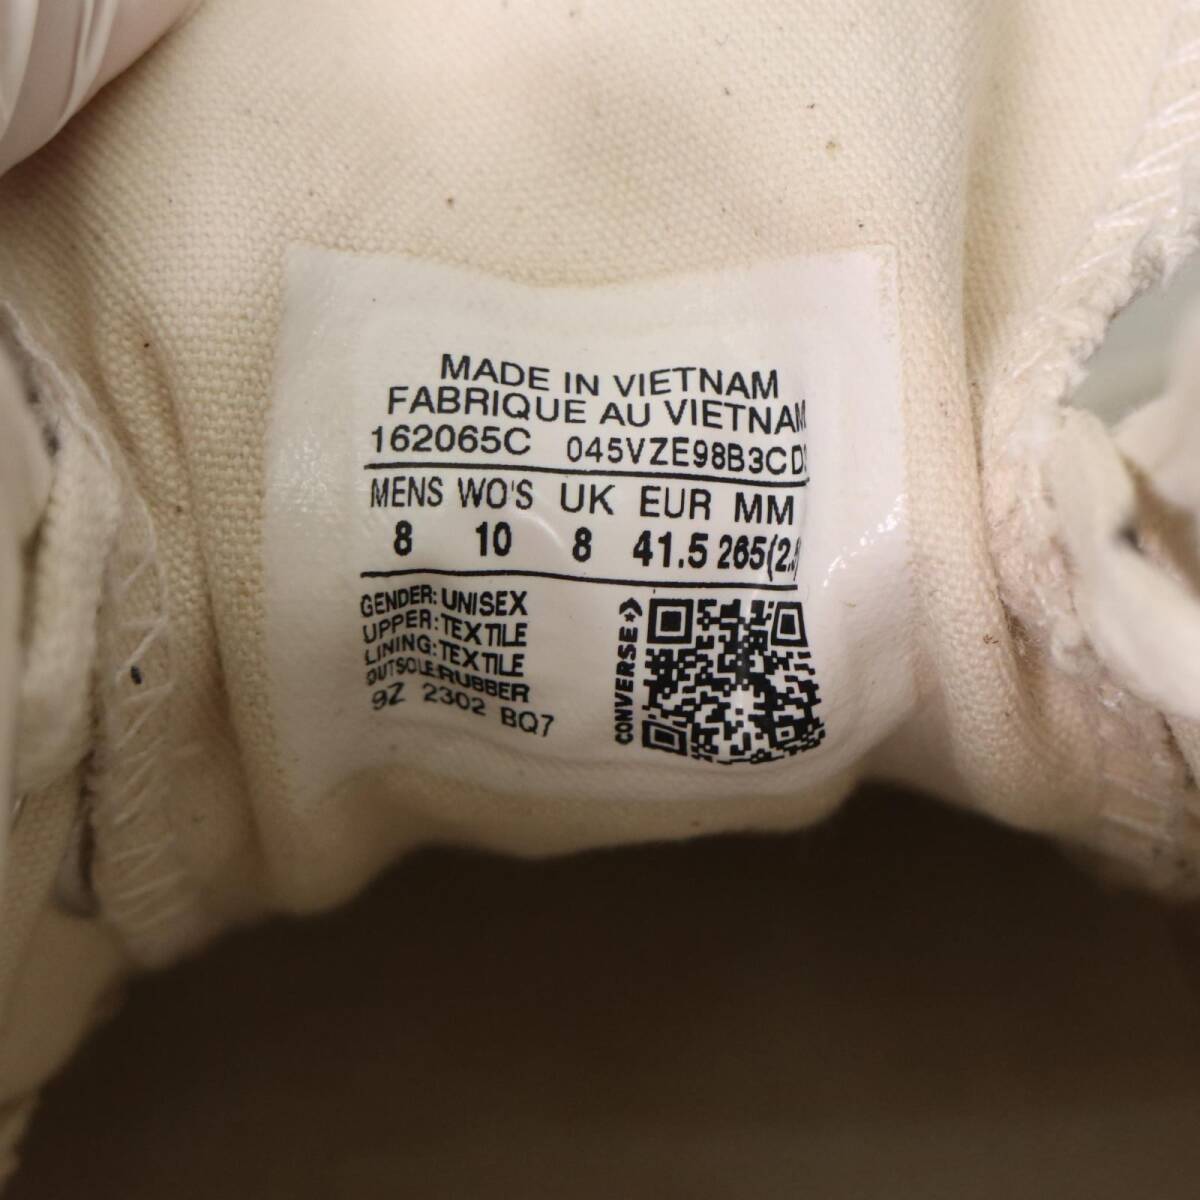 MADE IN VIETNAM
FABRIQUE AU VIETNAM
162065C 045VZE98B3C
MENS WO'S UK EUR MM
8 10 8 41.5 265
GENDER: UNISEX
UPPER: TEXTILE
LINING: TEXTILE
OUTSOLE: RUBBER
9Z 2302 BQ7
CONVERSE